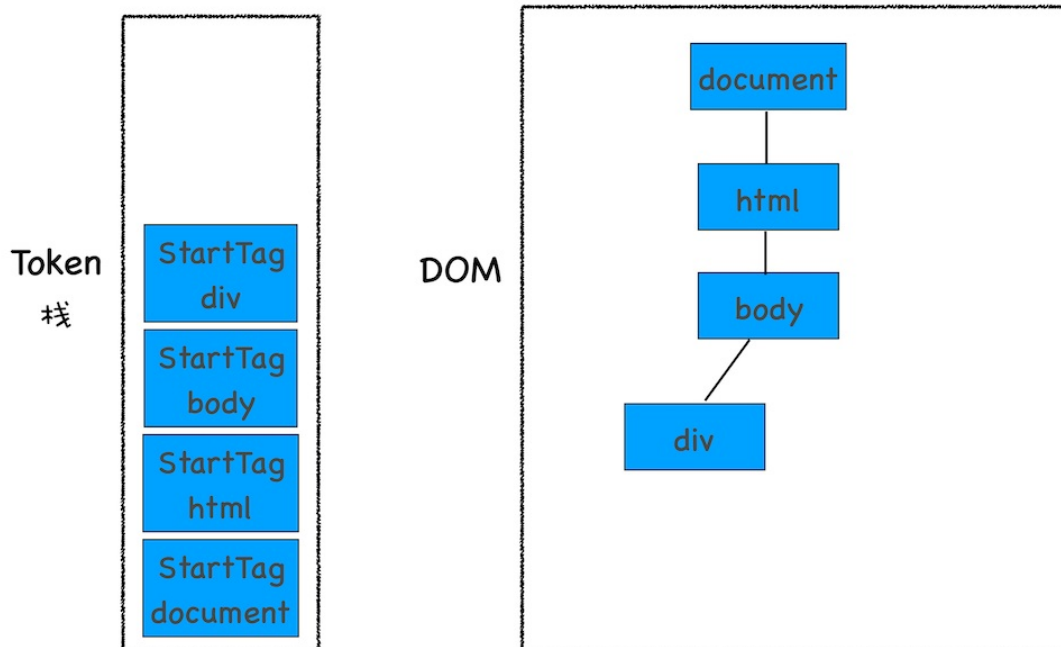 Token
栈
StartTag
div
StartTag
body
StartTag
html
StartTag
document
DOM
document
html
body
div